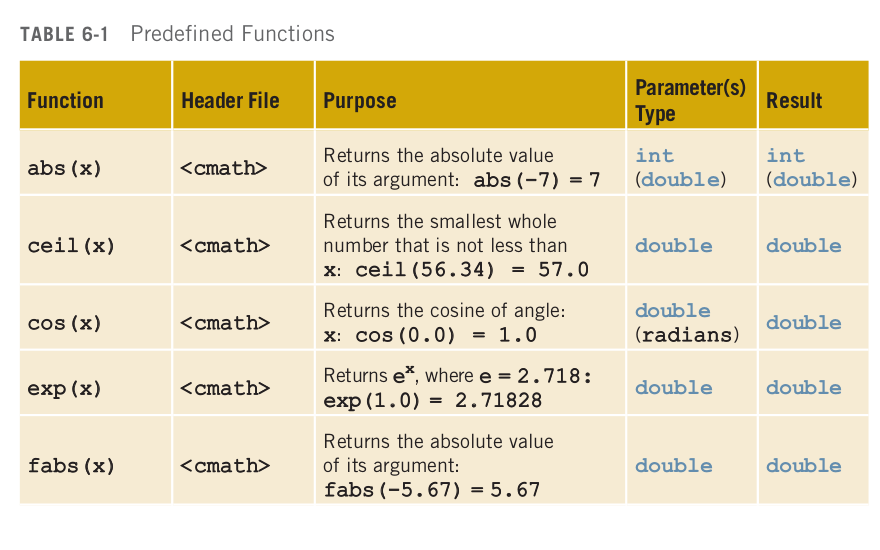 TABLE 6-1 Predefined Functions
Function Header File Purpose Parameter(s) Type Result
abs(x) <cmath> Returns the absolute value int int
of its argument: abs(-7) = 7 (double) (double)
Returns the smallest whole
ceil(x) <cmath> number that is not less than double double
x: ceil(56.34) = 57.0
cos(x) <cmath> Returns the cosine of angle: double double
x: cos(0.0) = 1.0 (radians)
exp(x) <cmath> Returns eˣ, where e = 2.718: double double
exp(1.0) = 2.71828
Returns the absolute value
fabs(x) <cmath> of its argument: double double
fabs(-5.67) = 5.67